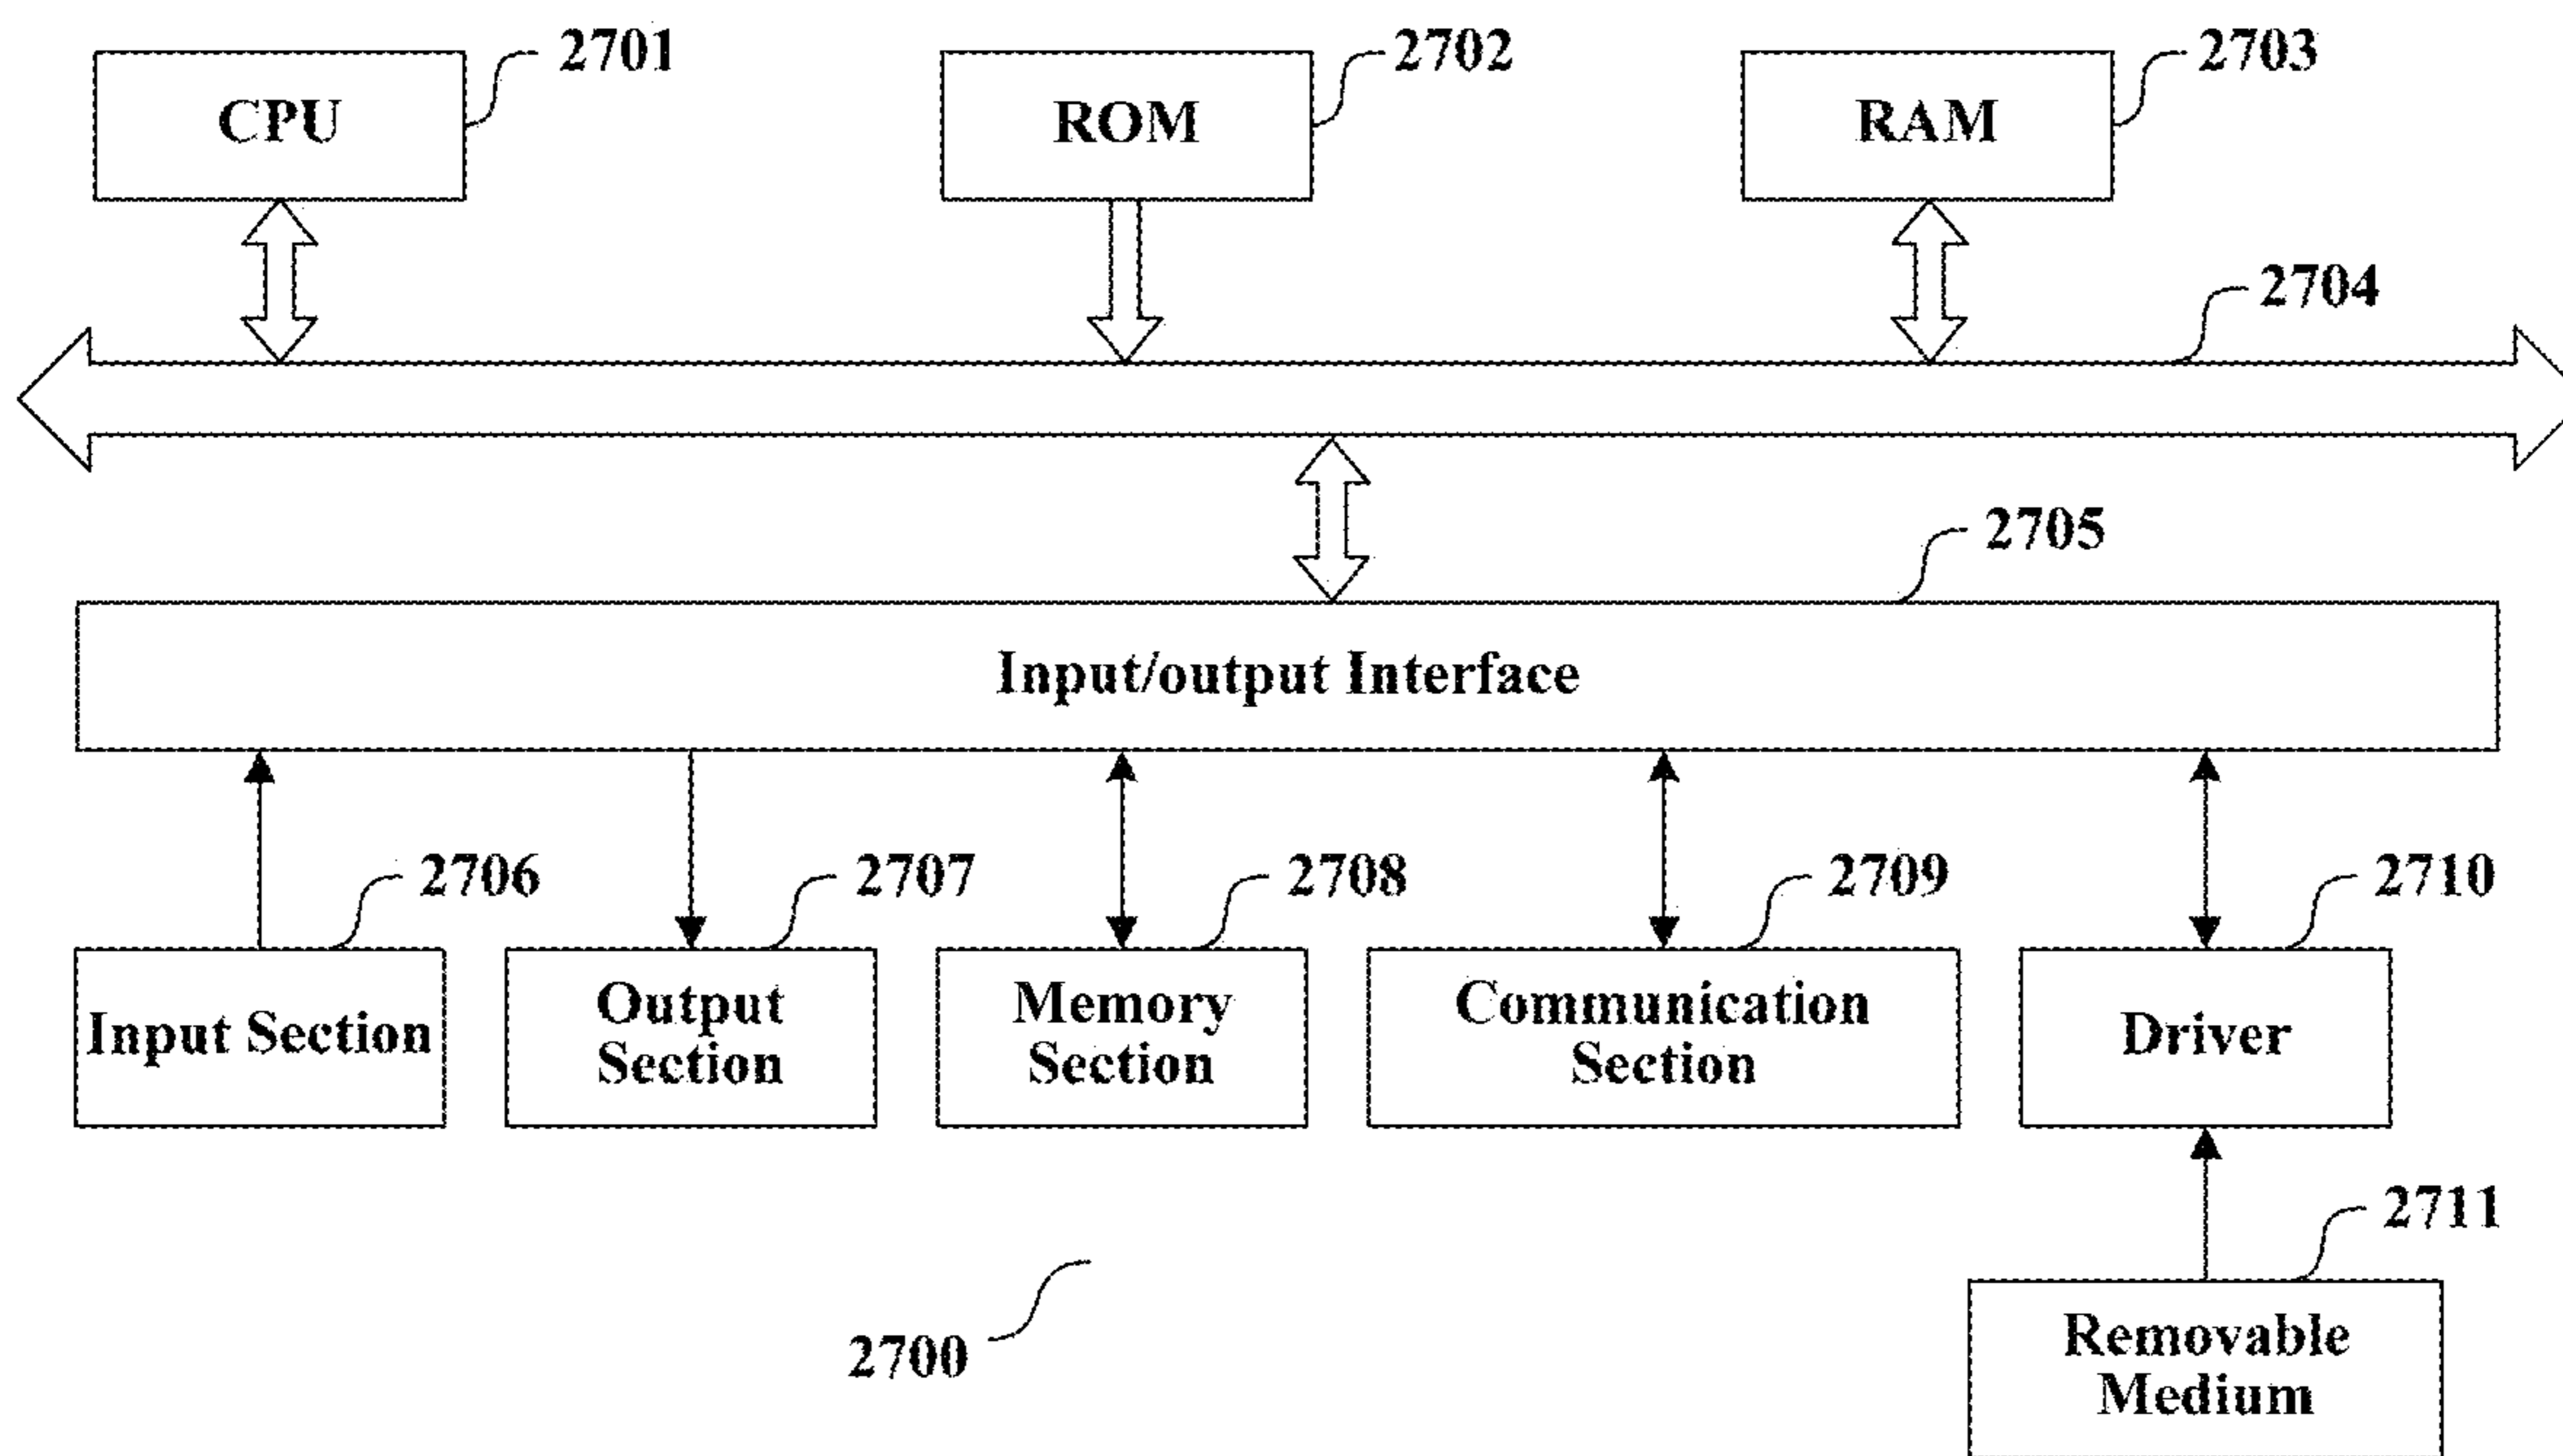 2701
2702
2703
CPU
ROM
RAM
2704
2705
Input/output Interface
2706
2707
2708
2709
2710
Input Section
Output
Section
Memory
Section
Communication
Section
Driver
2711
2700
Removable
Medium